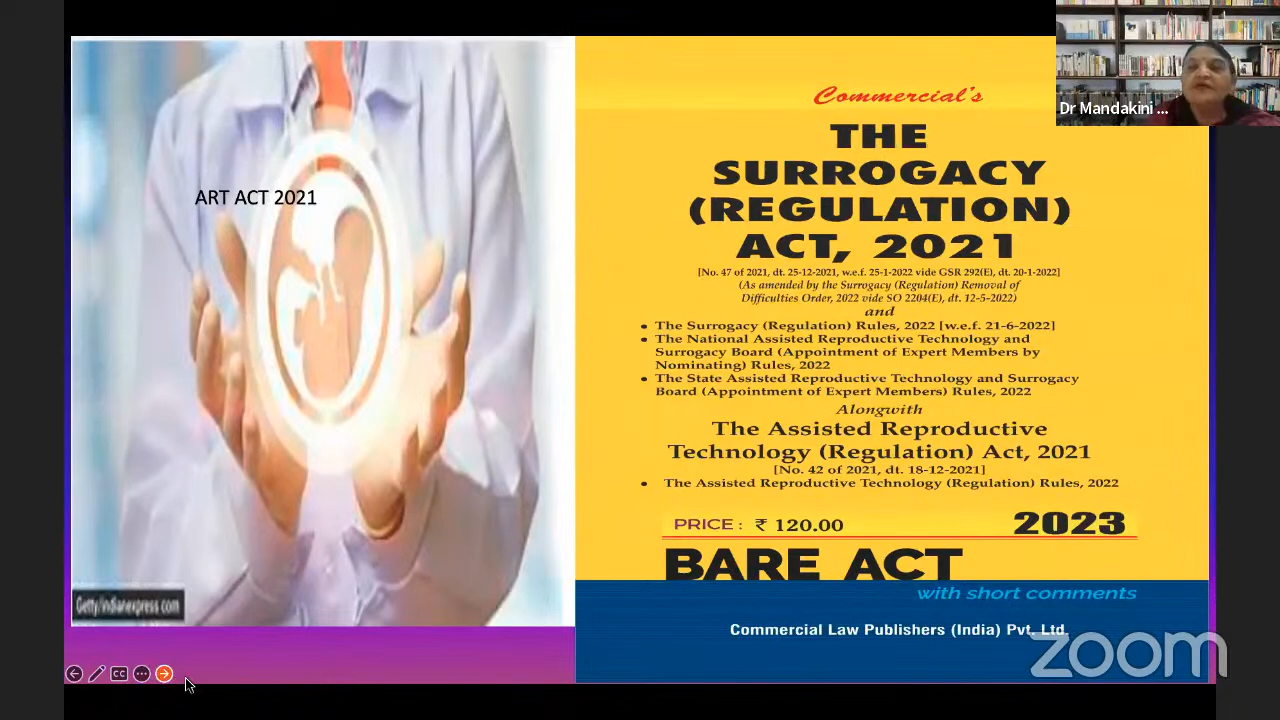 ART ACT 2021
Getty/indianexpress.com
Commercial's
THE
SURROGACY
(REGULATION)
ACT, 2021
[No. 47 of 2021, dt. 25-12-2021, w.e.f. 25-1-2022 vide GSR 292(E), dt. 20-1-2022]
(As amended by the Surrogacy (Regulation) Removal of
Difficulties Order, 2022 vide SO 2204(E), dt. 12-5-2022)
and
• The Surrogacy (Regulation) Rules, 2022 [w.e.f. 21-6-2022]
• The National Assisted Reproductive Technology and
Surrogacy Board (Appointment of Expert Members by
Nominating) Rules, 2022
• The State Assisted Reproductive Technology and Surrogacy
Board (Appointment of Expert Members) Rules, 2022
Alongwith
The Assisted Reproductive
Technology (Regulation) Act, 2021
[No. 42 of 2021, dt. 18-12-2021]
• The Assisted Reproductive Technology (Regulation) Rules, 2022
PRICE : ₹ 120.00 2023
BARE ACT
with short comments
Commercial Law Publishers (India) Pvt. Ltd.
Dr Mandakini ...
CC
zoom